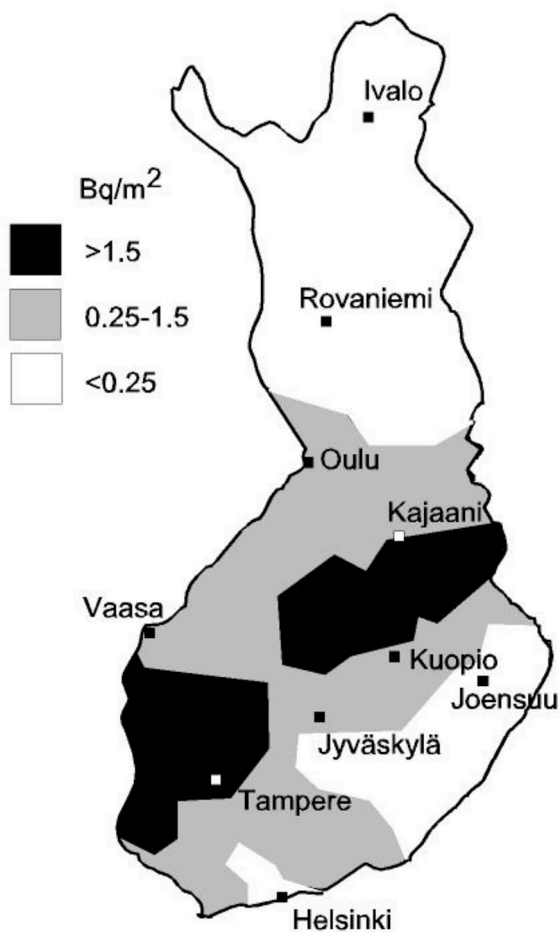 Ivalo
Bq/m²
>1.5
0.25-1.5
<0.25
Rovaniemi
Oulu
Kajaani
Vaasa
Kuopio
Joensuu
Jyväskylä
Tampere
Helsinki